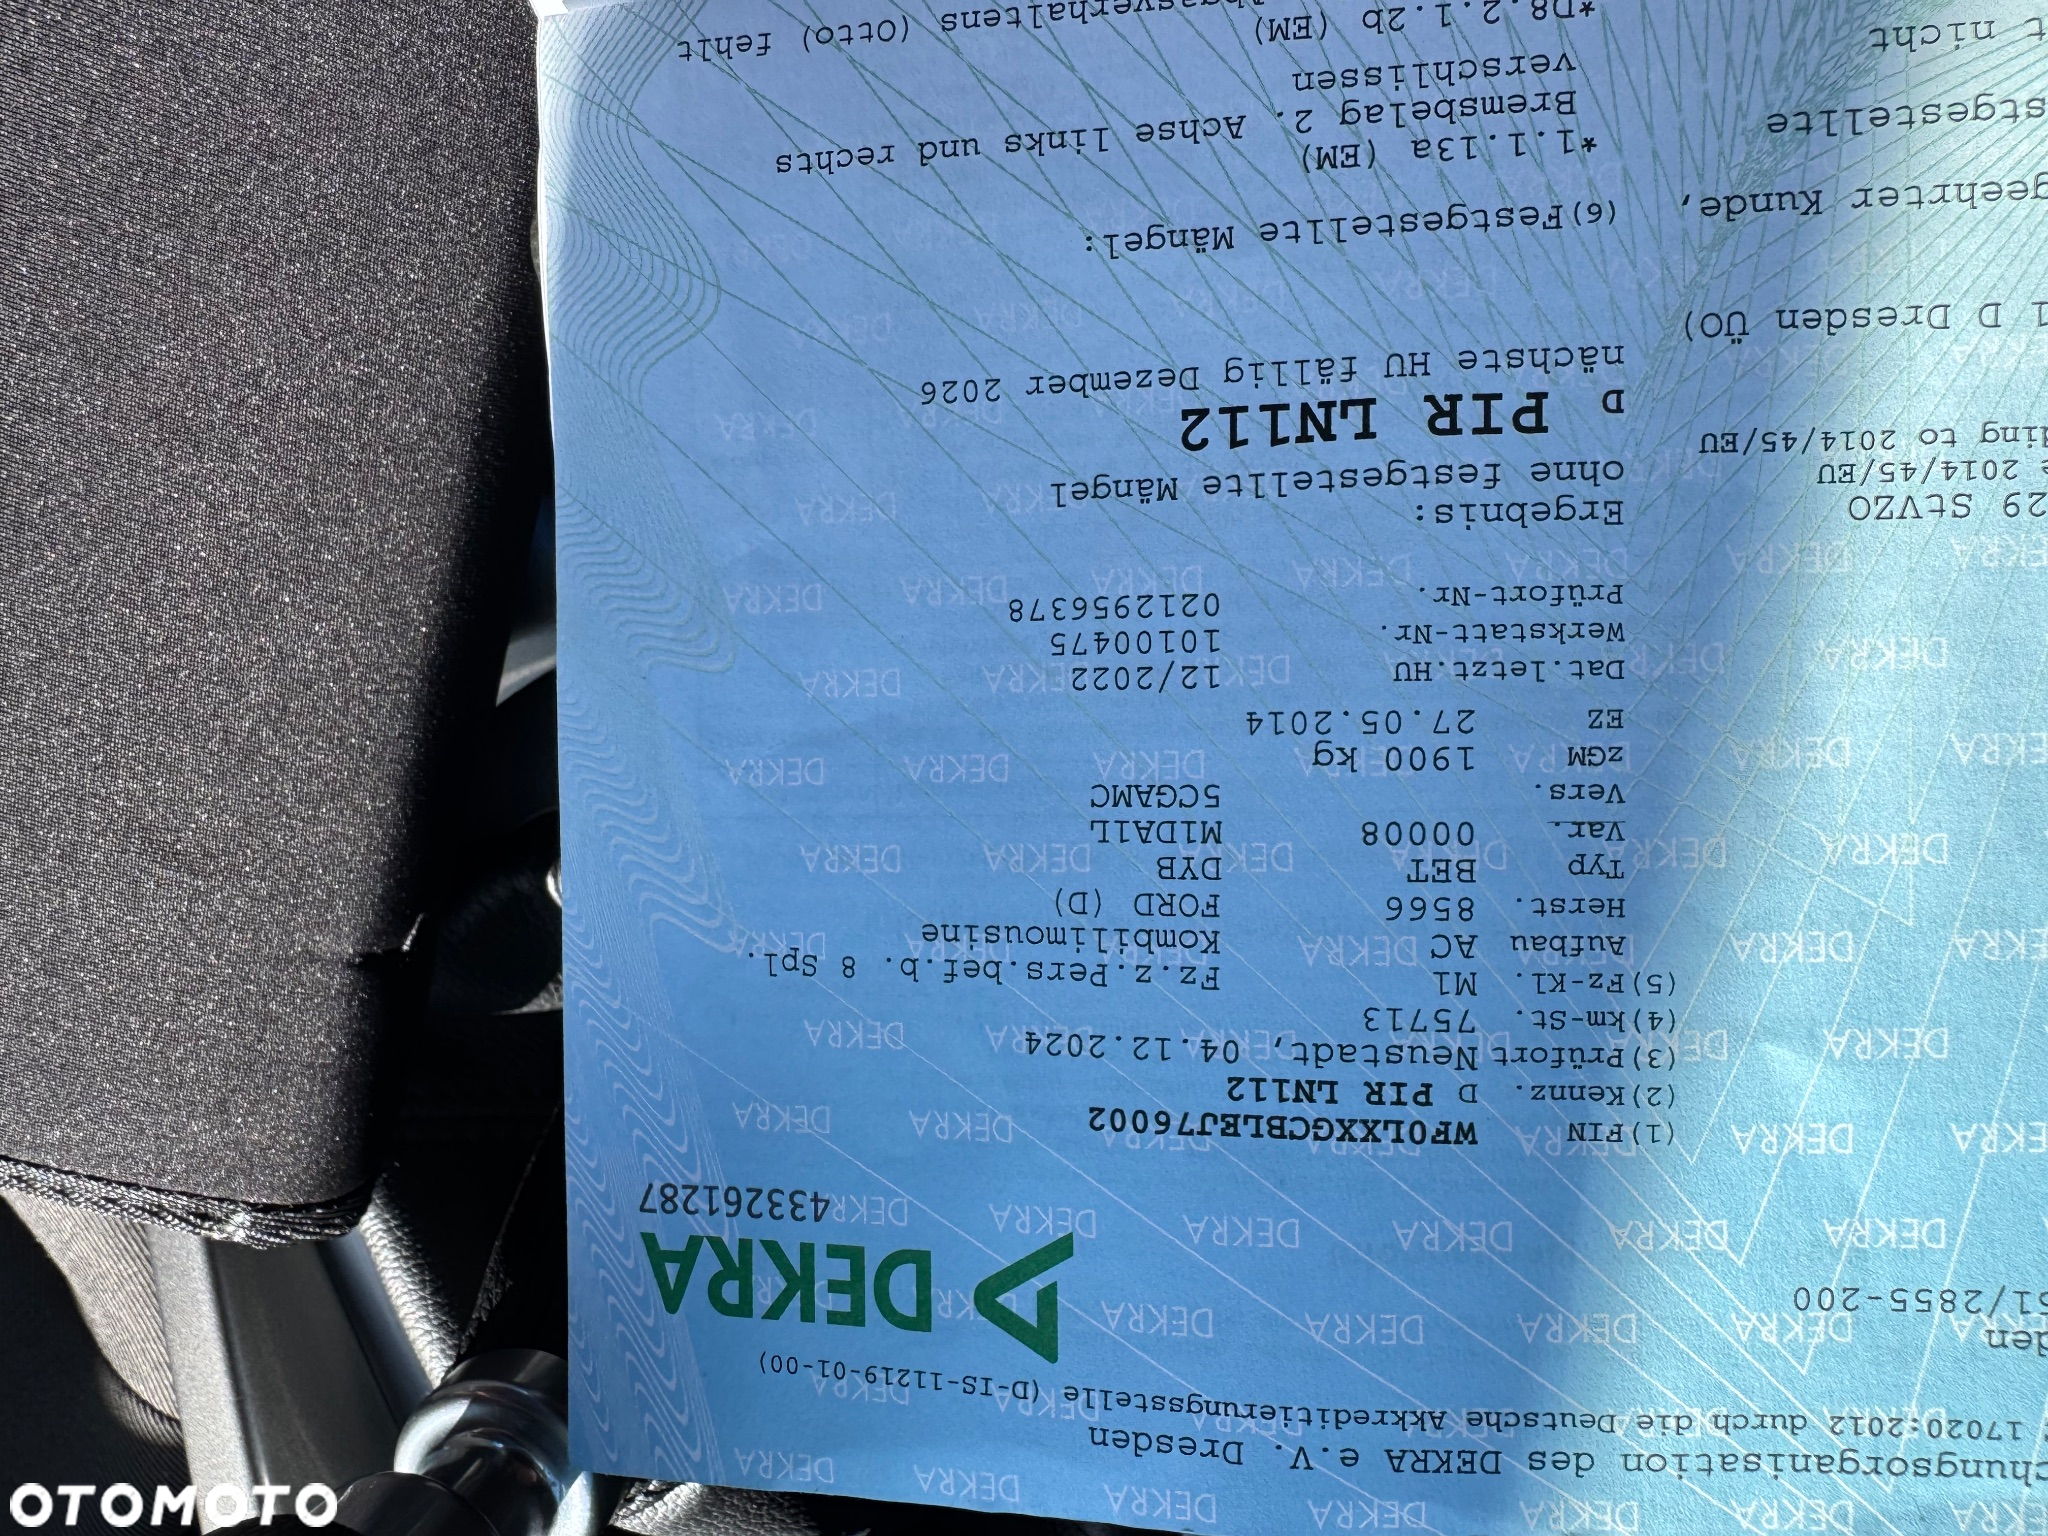 chungsorganisation des DEKRA e.V. Dresden
17020:2012 durch die Deutsche Akkreditierungsstelle (D-IS-11219-01-00)
den
51/2855-200
DEKRA
433261287
(1)FIN WF0LXXGCBLEJ76002
(2)Kennz. D PIR LN112
(3)Prüfort Neustadt, 04.12.2024
(4)km-St. 75713
(5)Fz-Kl. M1 Fz.z.Pers.bef.b. 8 Spl.
Aufbau AC Kombilimousine
Herst. 8566 FORD (D)
Typ BET DYB
Var. 00008 M1DA1L
Vers. 5CGAMC
zGM 1900 kg
EZ 27.05.2014
Dat.letzt.HU 12/2022
Werkstatt-Nr. 10100475
Prüfort-Nr. 0212956378
29 StVZO
e 2014/45/EU
ding to 2014/45/EU
1 D Dresden ÜO)
geehrter Kunde,
stgestellte
t nicht
Ergebnis:
ohne festgestellte Mängel
D PIR LN112
nächste HU fällig Dezember 2026
(6)Festgestellte Mängel:
*1.1.13a (EM)
Bremsbelag 2. Achse links und rechts
verschlissen
*D8.2.1.2b (EM)
Abgasverhaltens (Otto) fehlt
OTOMOTO